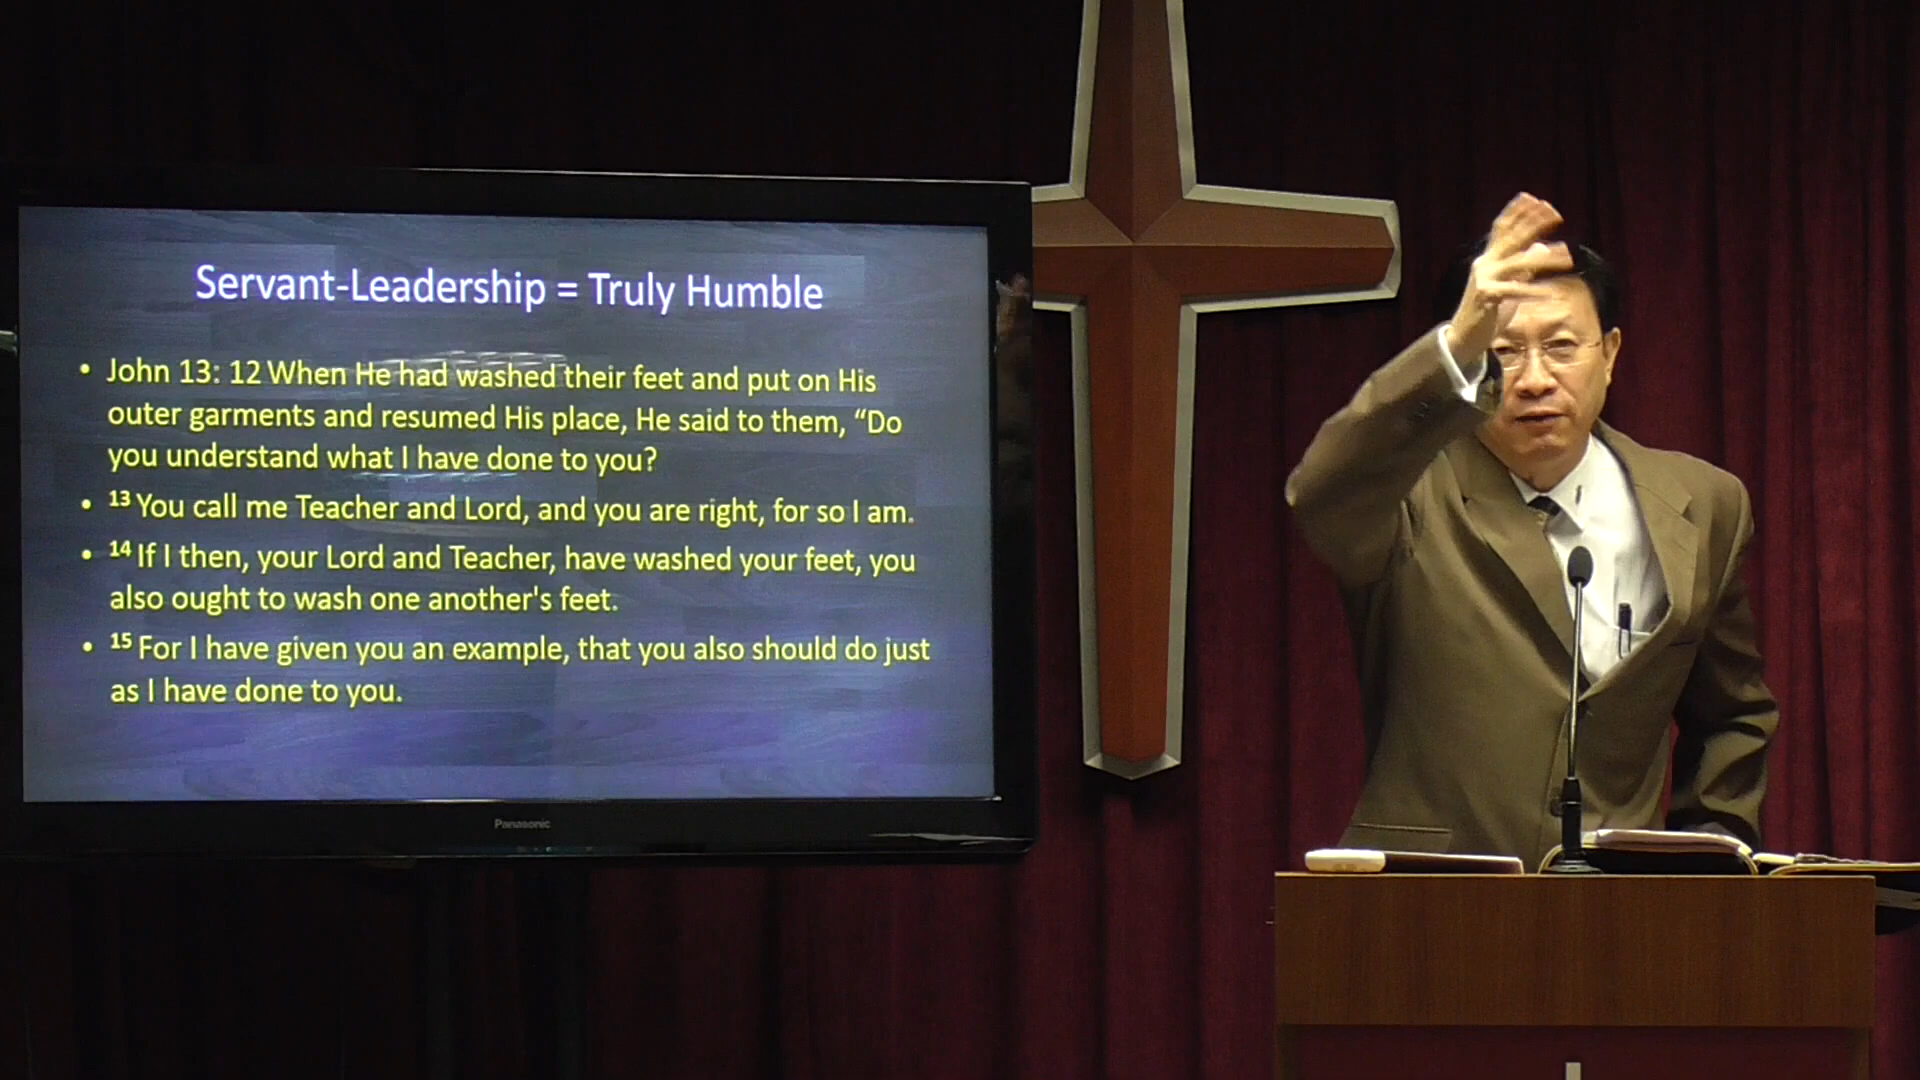 Servant-Leadership = Truly Humble
• John 13: 12 When He had washed their feet and put on His
outer garments and resumed His place, He said to them, “Do
you understand what I have done to you?
• 13 You call me Teacher and Lord, and you are right, for so I am.
• 14 If I then, your Lord and Teacher, have washed your feet, you
also ought to wash one another's feet.
• 15 For I have given you an example, that you also should do just
as I have done to you.
Panasonic